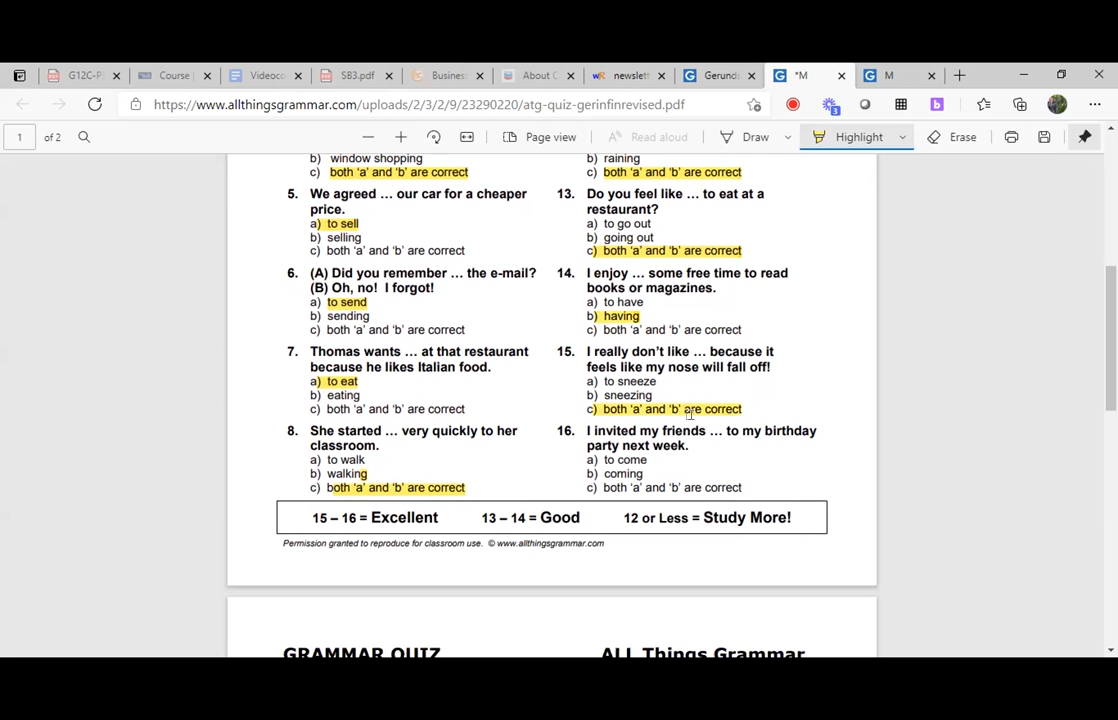 G12C-P
Course
Videoco
SB3.pdf
Business
About C
newslett
Gerunds
*M
M
https://www.allthingsgrammar.com/uploads/2/3/2/9/23290220/atg-quiz-gerinfinrevised.pdf
1 of 2
Page view
Read aloud
Draw
Highlight
Erase
b) window shopping
c) both ‘a’ and ‘b’ are correct
5. We agreed … our car for a cheaper
price.
a) to sell
b) selling
c) both ‘a’ and ‘b’ are correct
6. (A) Did you remember … the e-mail?
(B) Oh, no! I forgot!
a) to send
b) sending
c) both ‘a’ and ‘b’ are correct
7. Thomas wants … at that restaurant
because he likes Italian food.
a) to eat
b) eating
c) both ‘a’ and ‘b’ are correct
8. She started … very quickly to her
classroom.
a) to walk
b) walking
c) both ‘a’ and ‘b’ are correct
b) raining
c) both ‘a’ and ‘b’ are correct
13. Do you feel like … to eat at a
restaurant?
a) to go out
b) going out
c) both ‘a’ and ‘b’ are correct
14. I enjoy … some free time to read
books or magazines.
a) to have
b) having
c) both ‘a’ and ‘b’ are correct
15. I really don’t like … because it
feels like my nose will fall off!
a) to sneeze
b) sneezing
c) both ‘a’ and ‘b’ are correct
16. I invited my friends … to my birthday
party next week.
a) to come
b) coming
c) both ‘a’ and ‘b’ are correct
15 – 16 = Excellent 13 – 14 = Good 12 or Less = Study More!
Permission granted to reproduce for classroom use. © www.allthingsgrammar.com
GRAMMAR QUIZ ALL Things Grammar